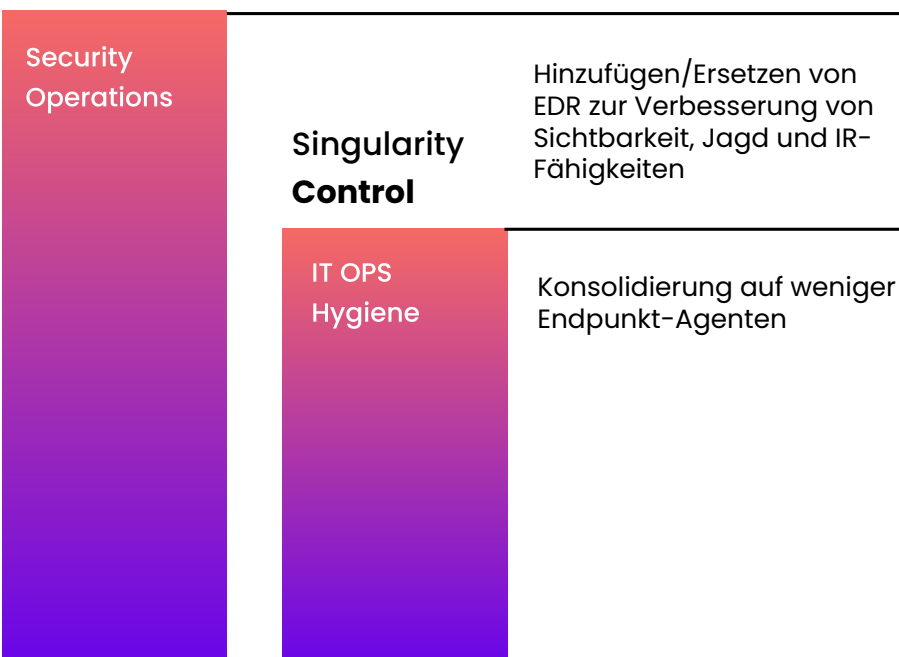 Security
Operations
Hinzufügen/Ersetzen von
EDR zur Verbesserung von
Sichtbarkeit, Jagd und IR-
Fähigkeiten
Singularity
Control
IT OPS
Hygiene
Konsolidierung auf weniger
Endpunkt-Agenten